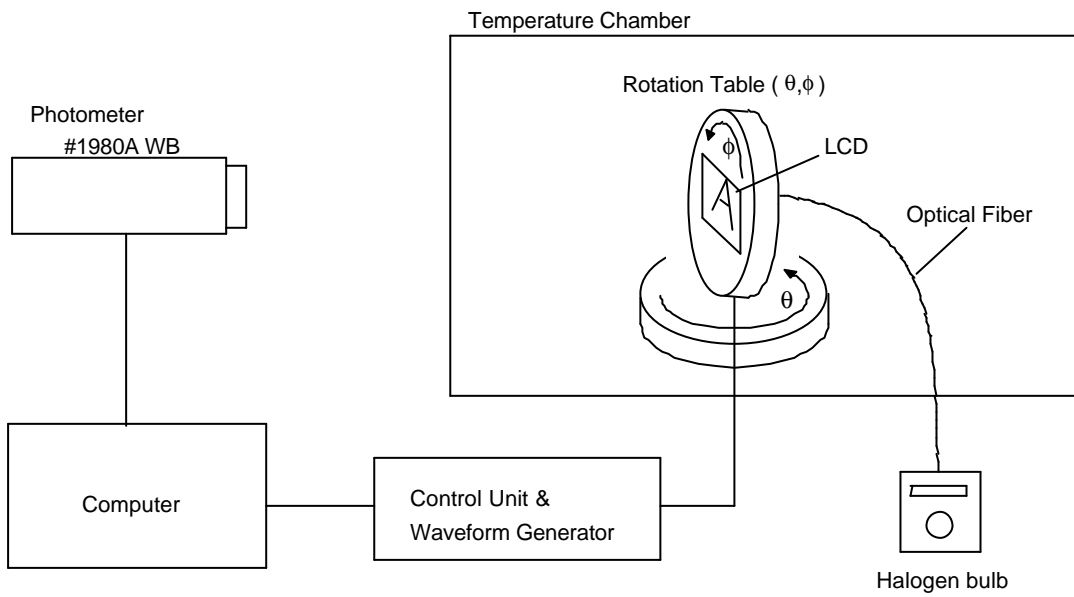 Temperature Chamber
Rotation Table ( θ,φ)
Photometer
#1980A WB
φ
LCD
A
Optical Fiber
θ
Computer
Control Unit &
Waveform Generator
Halogen bulb